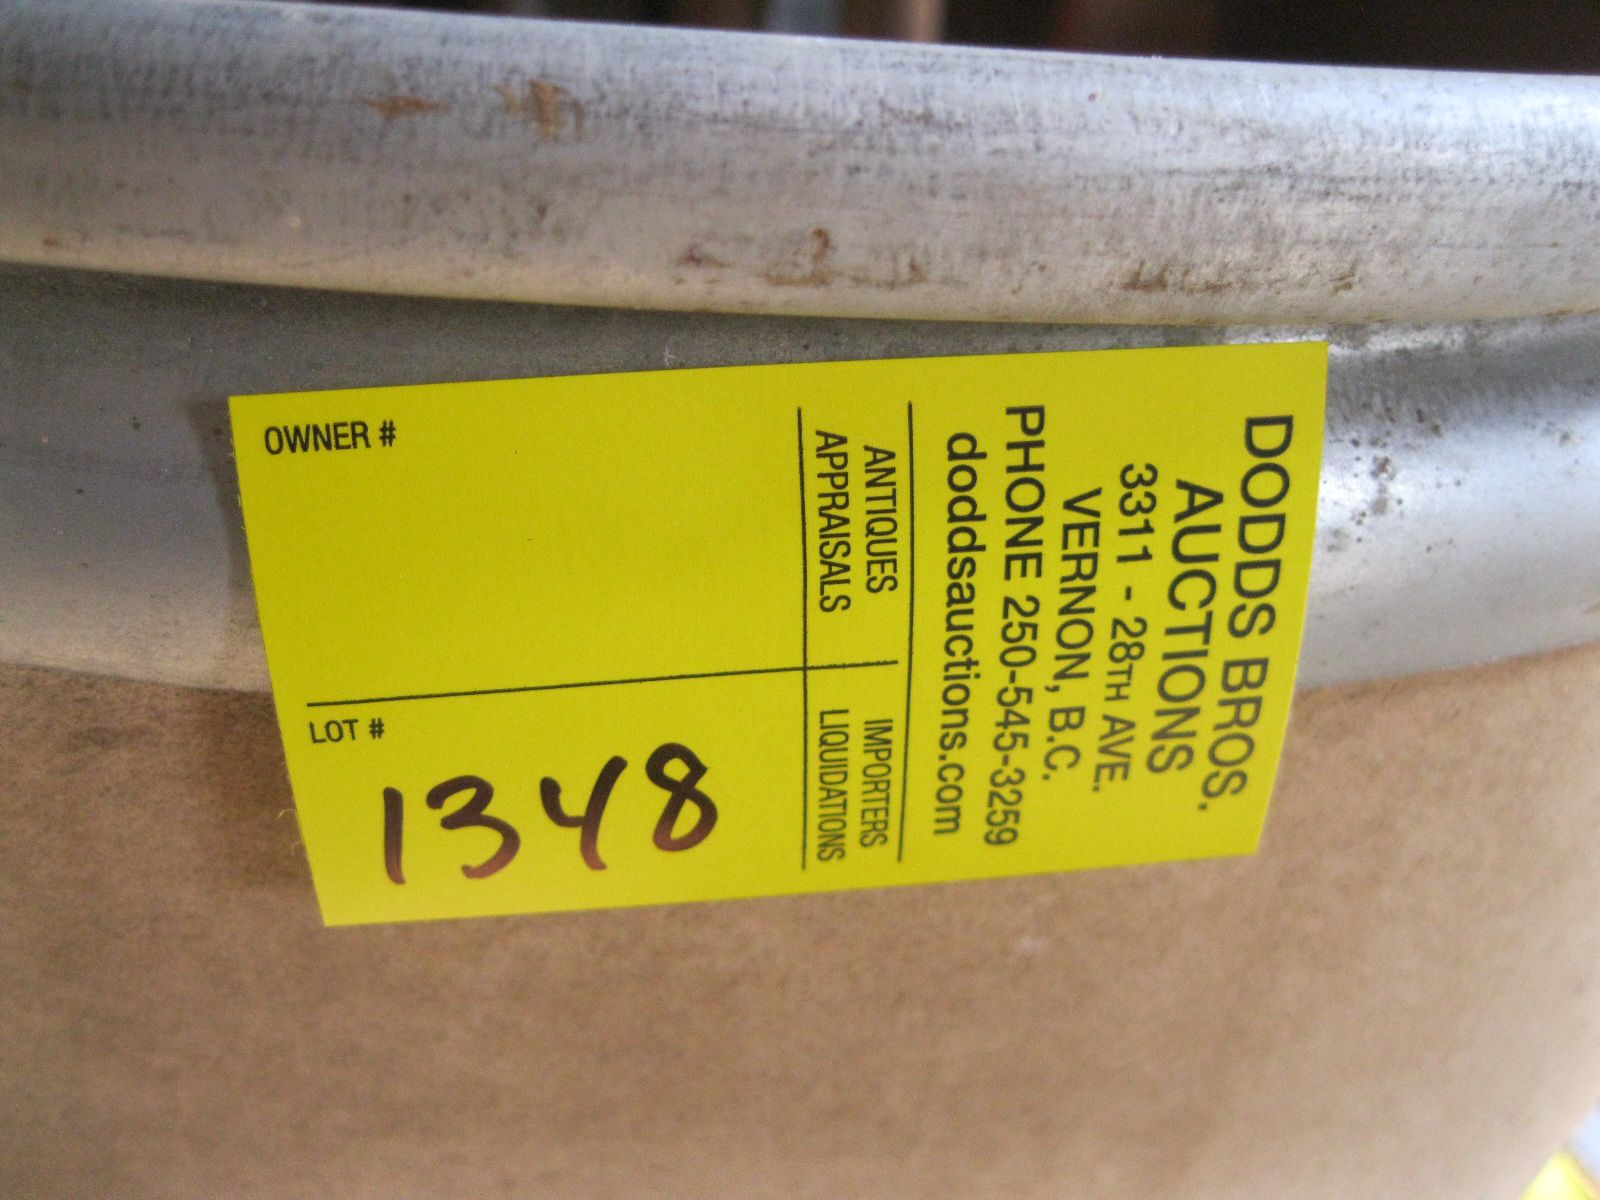 DODDS BROS.
AUCTIONS
3311 - 28TH AVE.
VERNON, B.C.
PHONE 250-545-3259
doddsauctions.com
ANTIQUES
APPRAISALS
IMPORTERS
LIQUIDATIONS
OWNER #
LOT #
1348